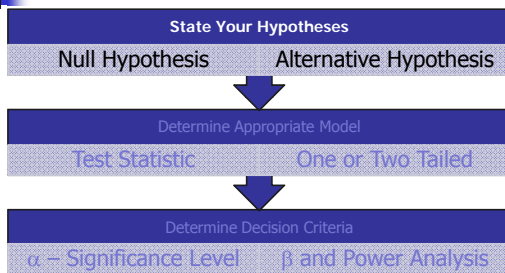 State Your Hypotheses
Null Hypothesis Alternative Hypothesis
Determine Appropriate Model
Test Statistic One or Two Tailed
Determine Decision Criteria
α – Significance Level β and Power Analysis